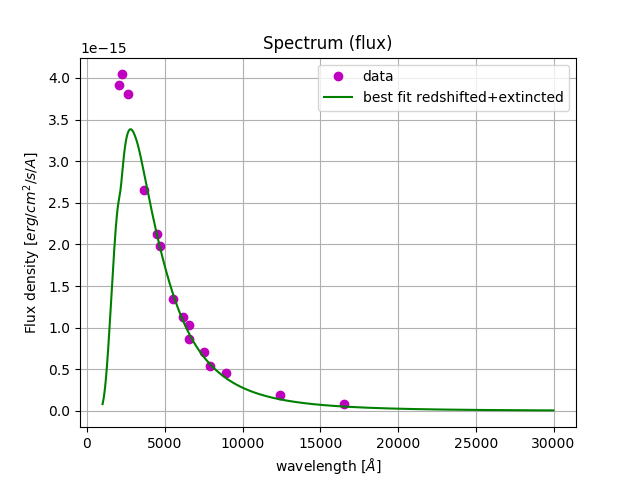 Spectrum (flux)
1e−15
data
best fit redshifted+extincted
4.0
3.5
3.0
2.5
2.0
1.5
1.0
0.5
0.0
Flux density [erg/cm²/s/A]
0 5000 10000 15000 20000 25000 30000
wavelength [Å]